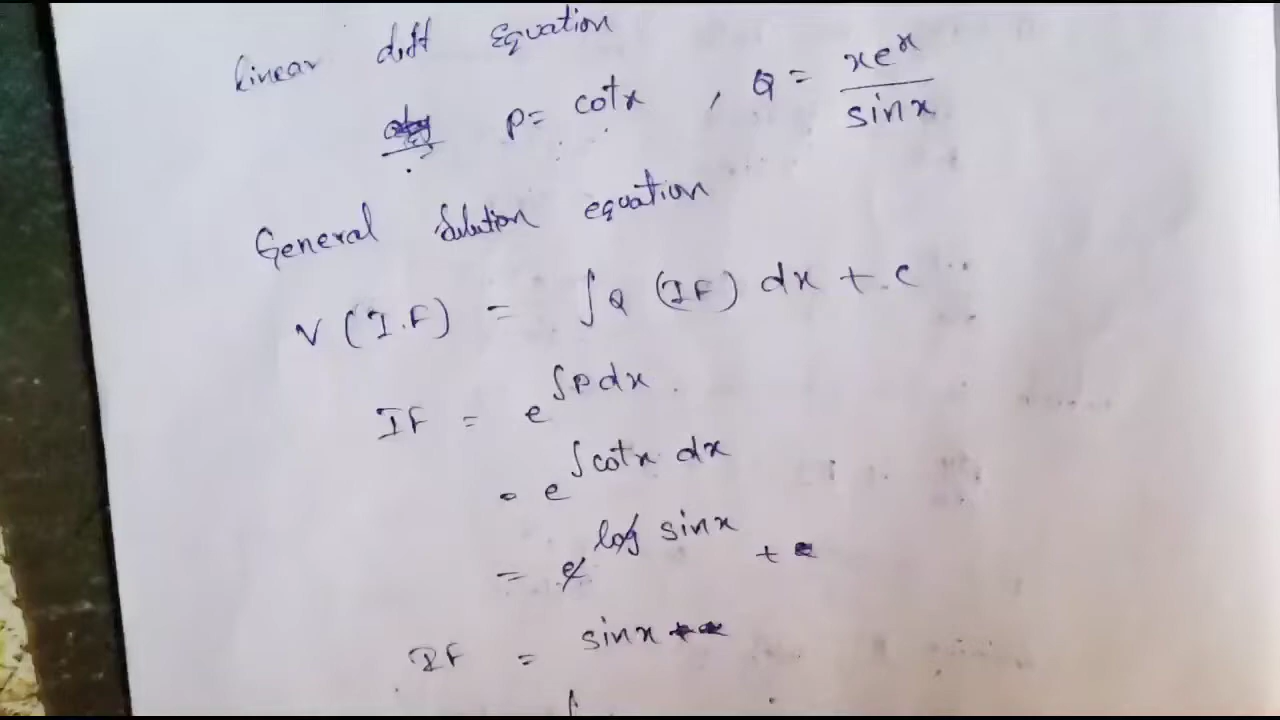 linear diff Equation
P= cotx , Q = xe^x / sinx
General Solution equation
V (I.F) = ∫Q (IF) dx + c
IF = e^∫Pdx
= e^∫cotx dx
= e^log sinx +
IF = sinx